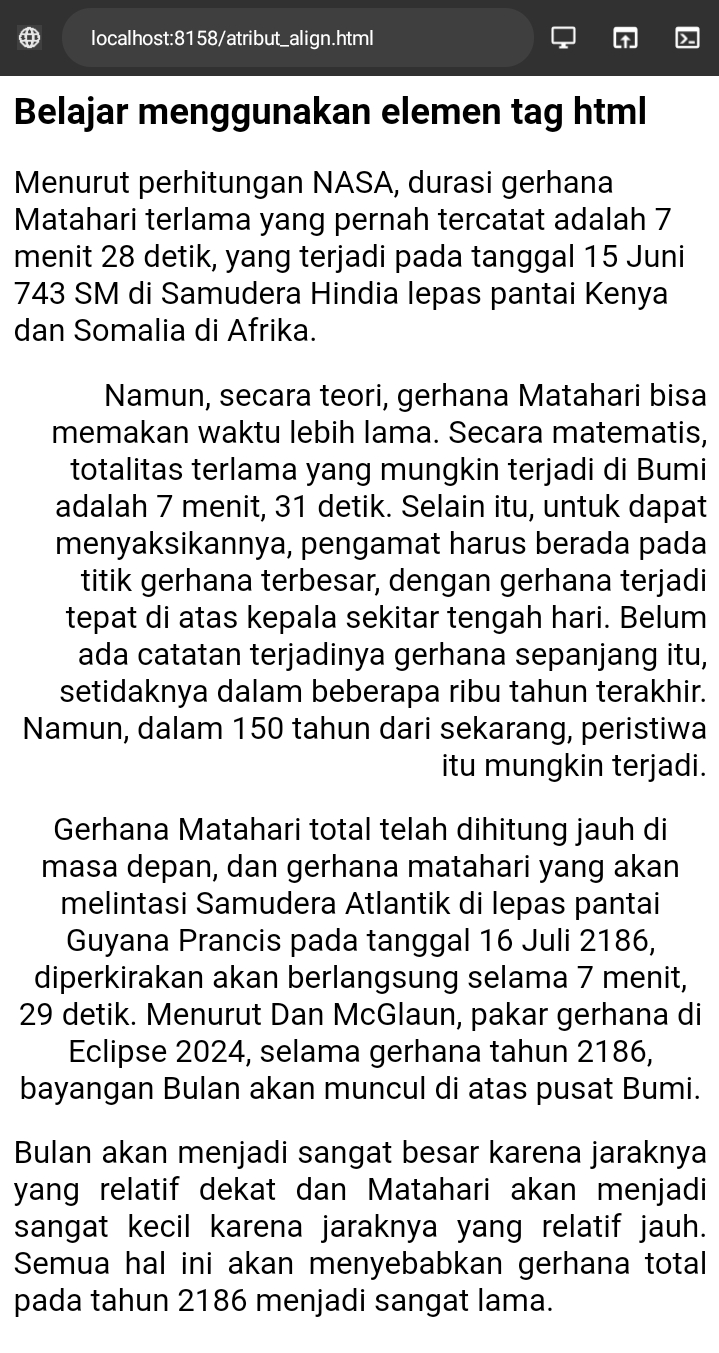 localhost:8158/atribut_align.html
Belajar menggunakan elemen tag html
Menurut perhitungan NASA, durasi gerhana
Matahari terlama yang pernah tercatat adalah 7
menit 28 detik, yang terjadi pada tanggal 15 Juni
743 SM di Samudera Hindia lepas pantai Kenya
dan Somalia di Afrika.
Namun, secara teori, gerhana Matahari bisa
memakan waktu lebih lama. Secara matematis,
totalitas terlama yang mungkin terjadi di Bumi
adalah 7 menit, 31 detik. Selain itu, untuk dapat
menyaksikannya, pengamat harus berada pada
titik gerhana terbesar, dengan gerhana terjadi
tepat di atas kepala sekitar tengah hari. Belum
ada catatan terjadinya gerhana sepanjang itu,
setidaknya dalam beberapa ribu tahun terakhir.
Namun, dalam 150 tahun dari sekarang, peristiwa
itu mungkin terjadi.
Gerhana Matahari total telah dihitung jauh di
masa depan, dan gerhana matahari yang akan
melintasi Samudera Atlantik di lepas pantai
Guyana Prancis pada tanggal 16 Juli 2186,
diperkirakan akan berlangsung selama 7 menit,
29 detik. Menurut Dan McGlaun, pakar gerhana di
Eclipse 2024, selama gerhana tahun 2186,
bayangan Bulan akan muncul di atas pusat Bumi.
Bulan akan menjadi sangat besar karena jaraknya
yang relatif dekat dan Matahari akan menjadi
sangat kecil karena jaraknya yang relatif jauh.
Semua hal ini akan menyebabkan gerhana total
pada tahun 2186 menjadi sangat lama.